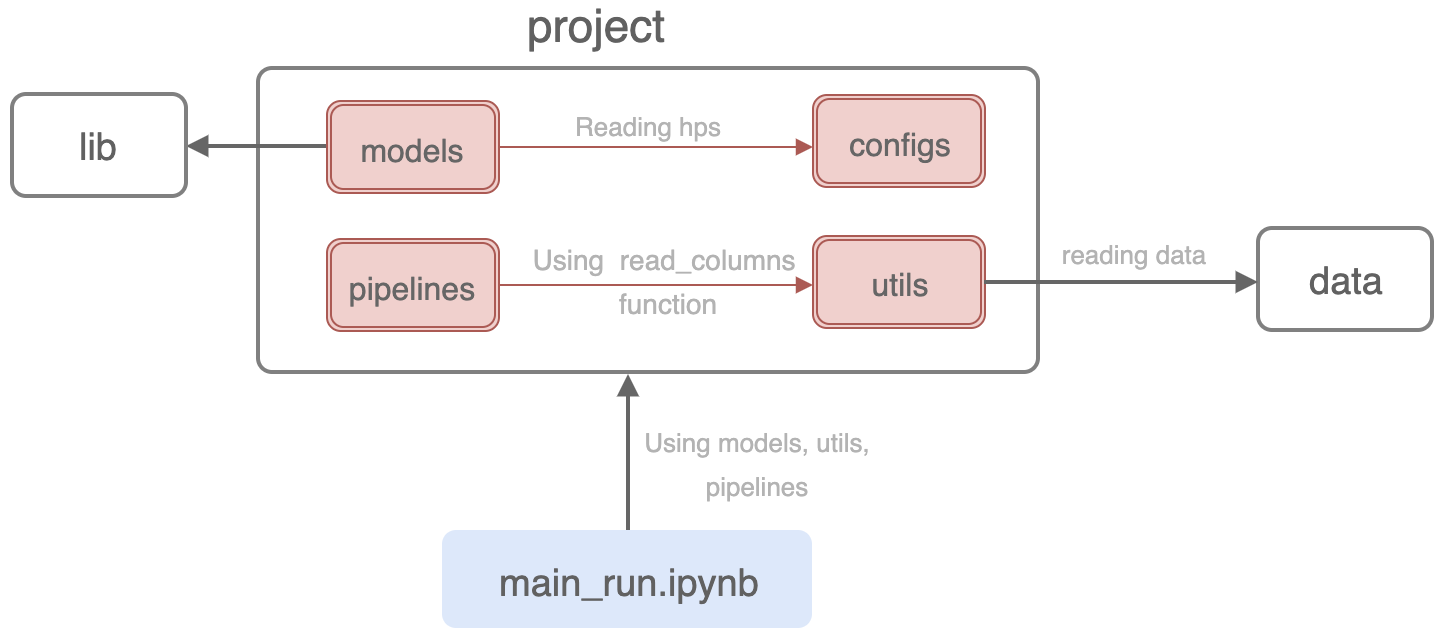 project
lib
models
Reading hps
configs
pipelines
Using read_columns
function
utils
reading data
data
Using models, utils,
pipelines
main_run.ipynb